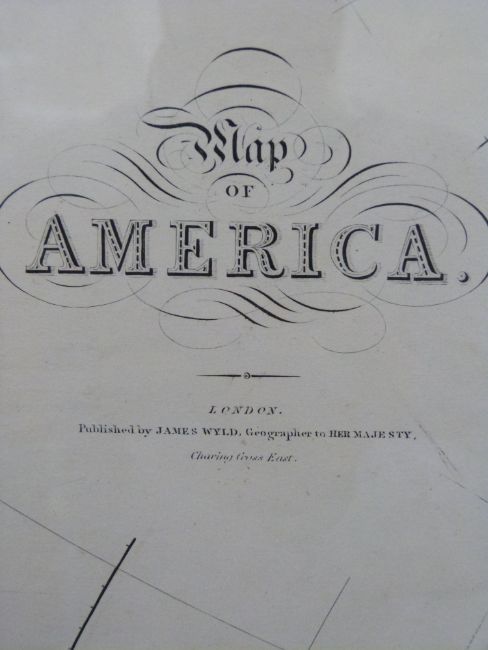 Map
OF
AMERICA.
LONDON.
Published by JAMES WYLD, Geographer to HER MAJESTY,
Charing Cross East.